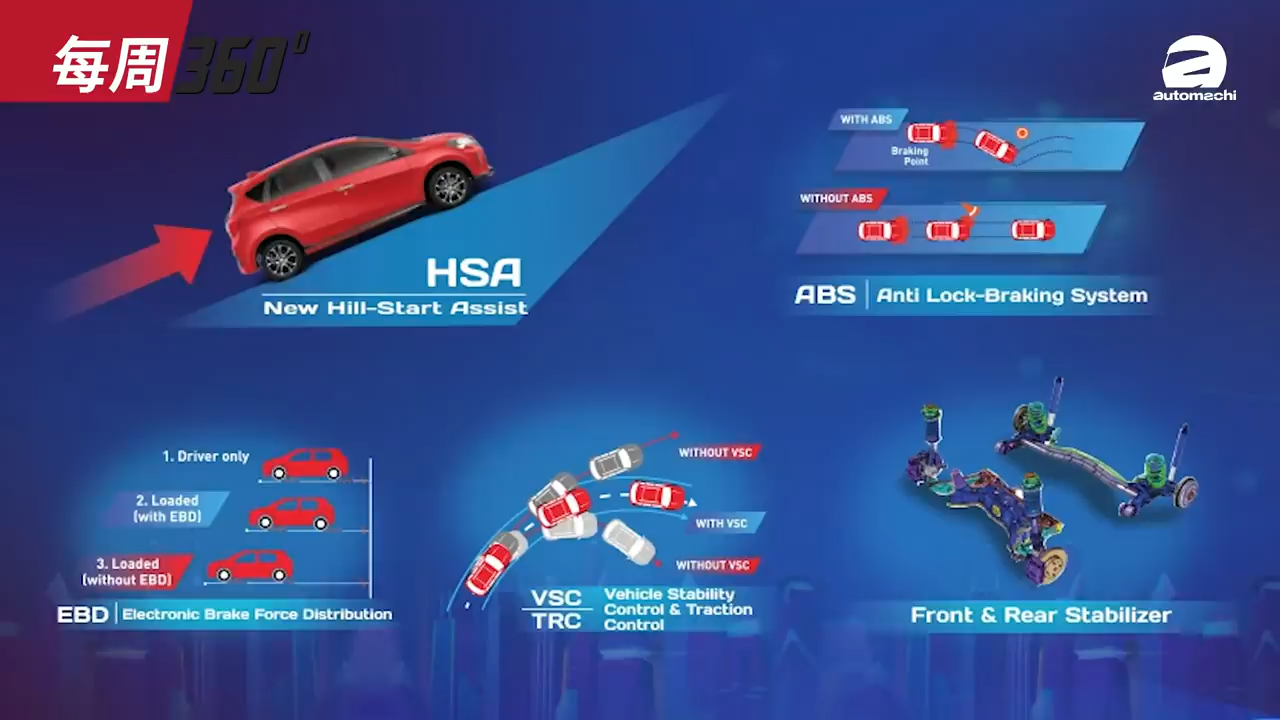 每周360°
automachi
WITH ABS
Braking
Point
WITHOUT ABS
HSA
New Hill-Start Assist
ABS | Anti Lock-Braking System
1. Driver only
2. Loaded
(with EBD)
3. Loaded
(without EBD)
EBD | Electronic Brake Force Distribution
WITHOUT VSC
WITH VSC
WITHOUT VSC
VSC
TRC
Vehicle Stability
Control & Traction
Control
Front & Rear Stabilizer